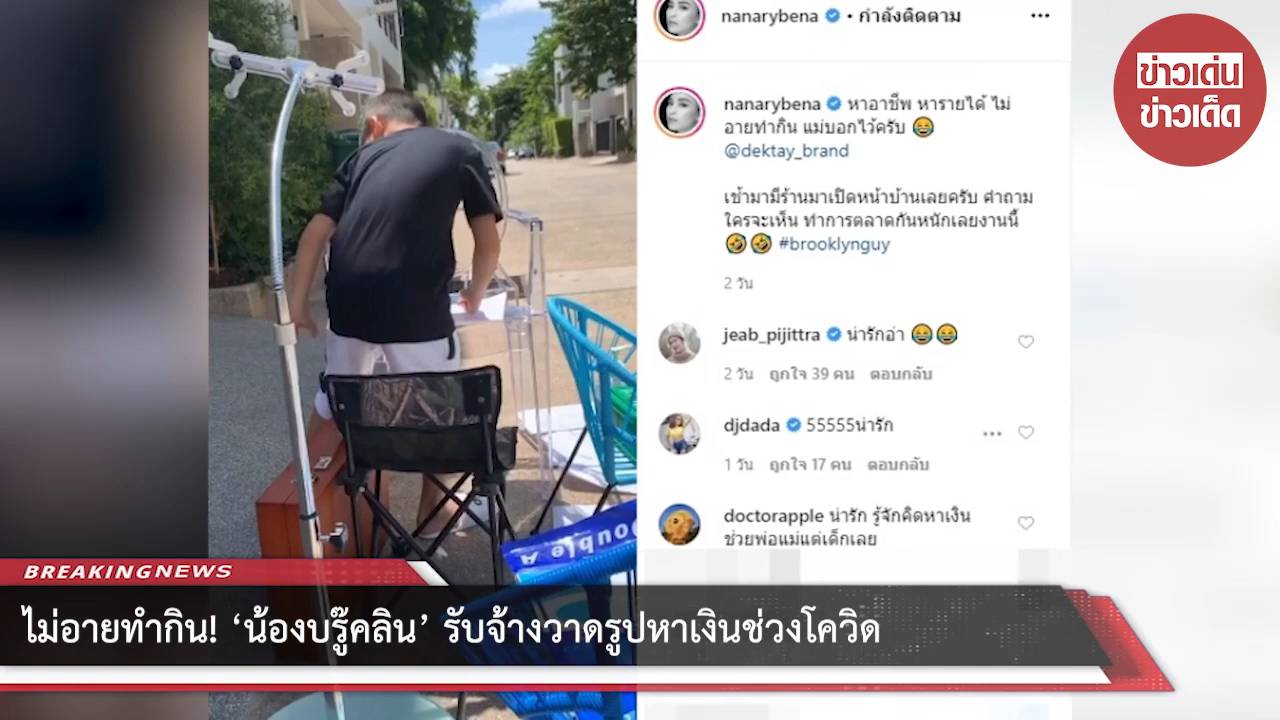 nanarybena • กำลังติดตาม
ข่าวเด่น
ข่าวเด็ด
nanarybena หาอาชีพ หารายได้ ไม่
อายทำกิน แม่บอกไว้ครับ 😂
@dektay_brand
เช้ามามีร้านมาเปิดหน้าบ้านเลยครับ คำถาม
ใครจะเห็น ทำการตลาดกันหนักเลยงานนี้
🤣🤣 #brooklynguy
2 วัน
jeab_pijittra น่ารักอ่า 😂😂
2 วัน ถูกใจ 39 คน ตอบกลับ
djdada 55555น่ารัก
1 วัน ถูกใจ 17 คน ตอบกลับ
doctorapple น่ารัก รู้จักคิดหาเงิน
ช่วยพ่อแม่แต่เด็กเลย
Double A
BREAKING NEWS
ไม่อายทำกิน! ‘น้องบรู๊คลิน’ รับจ้างวาดรูปหาเงินช่วงโควิด